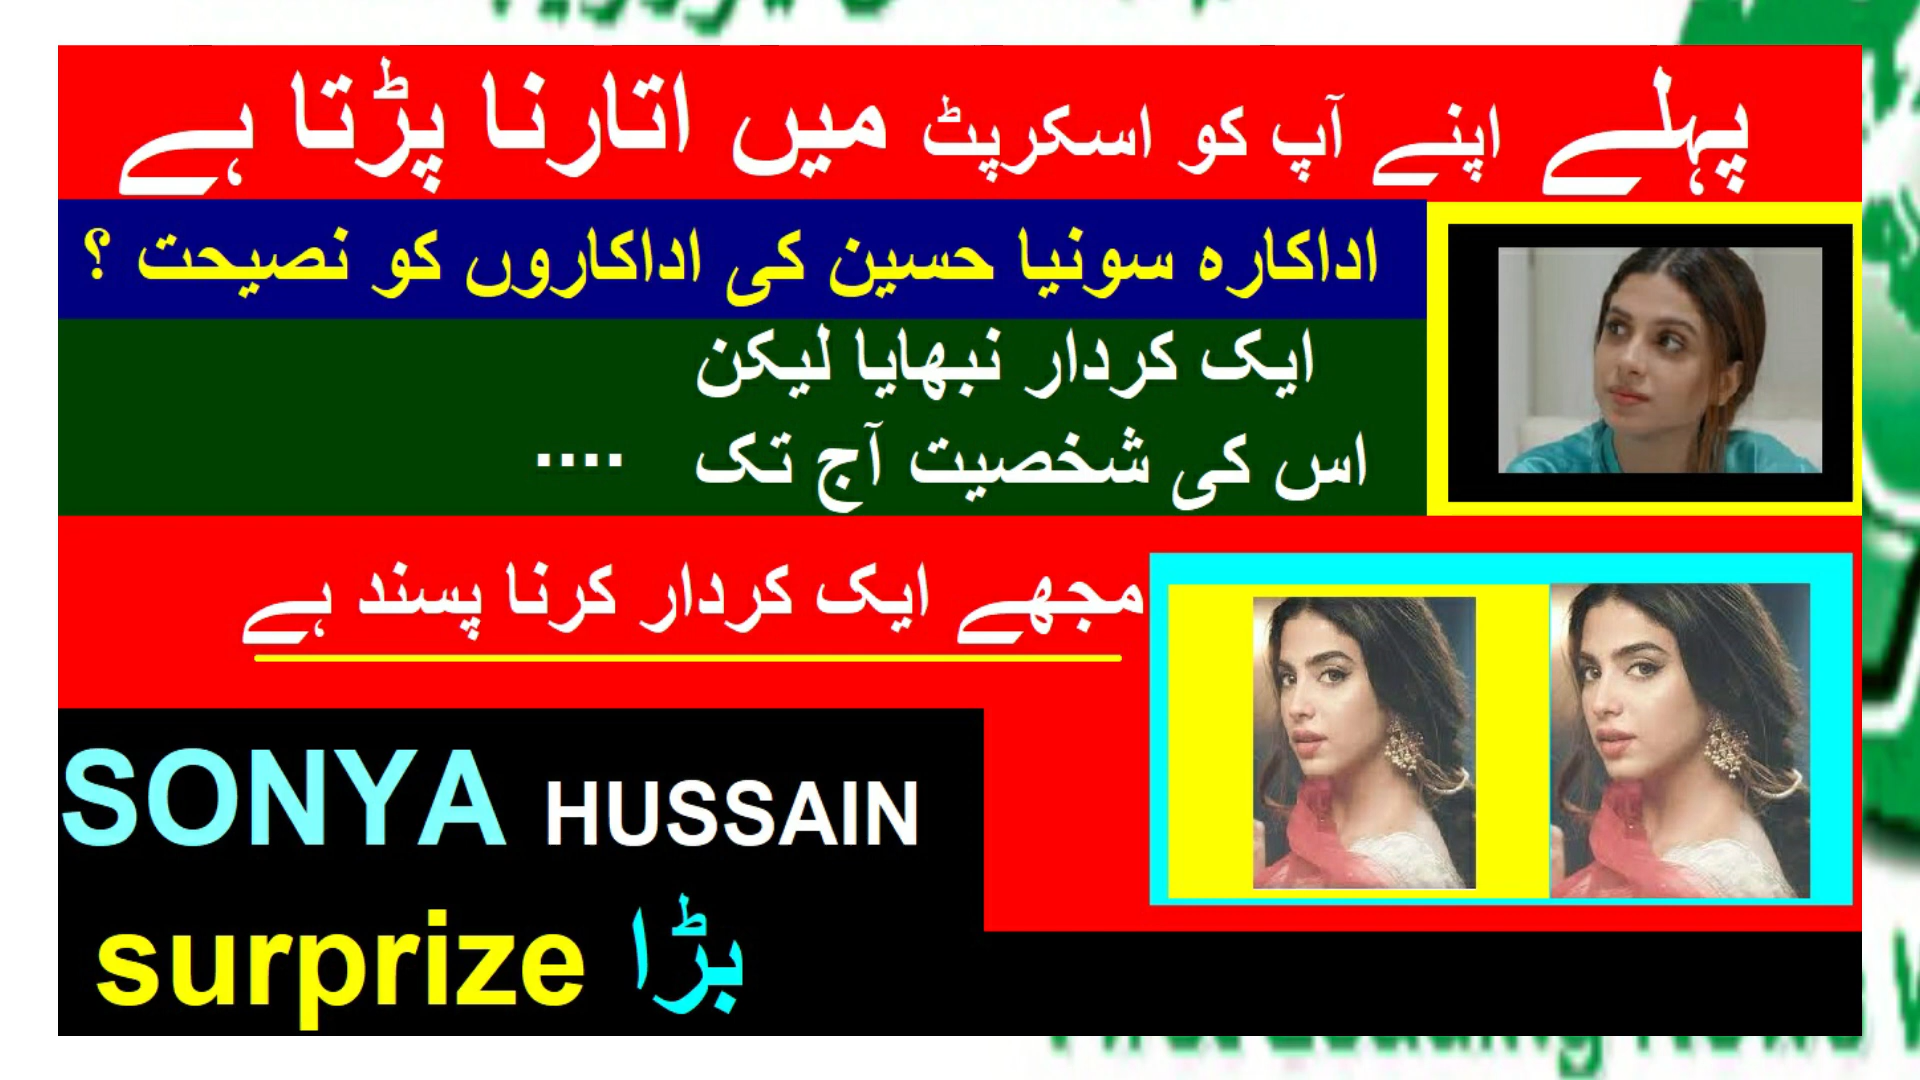 پہلے اپنے آپ کو اسکرپٹ میں اتارنا پڑتا ہے
اداکارہ سونیا حسین کی اداکاروں کو نصیحت ؟
ایک کردار نبھایا لیکن
اس کی شخصیت آج تک ....
مجھے ایک کردار کرنا پسند ہے
SONYA HUSSAIN
بڑا surprize